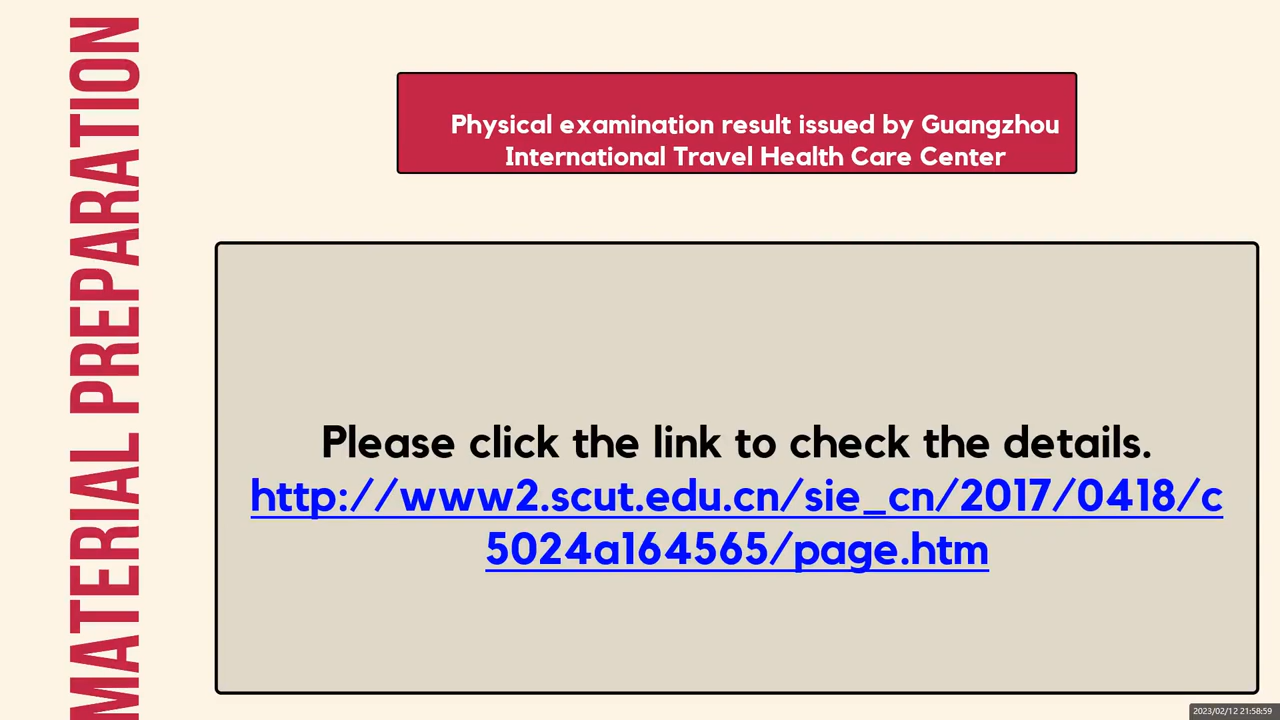 MATERIAL PREPARATION
Physical examination result issued by Guangzhou
International Travel Health Care Center
Please click the link to check the details.
http://www2.scut.edu.cn/sie_cn/2017/0418/c
5024a164565/page.htm
2023/02/12 21:58:59